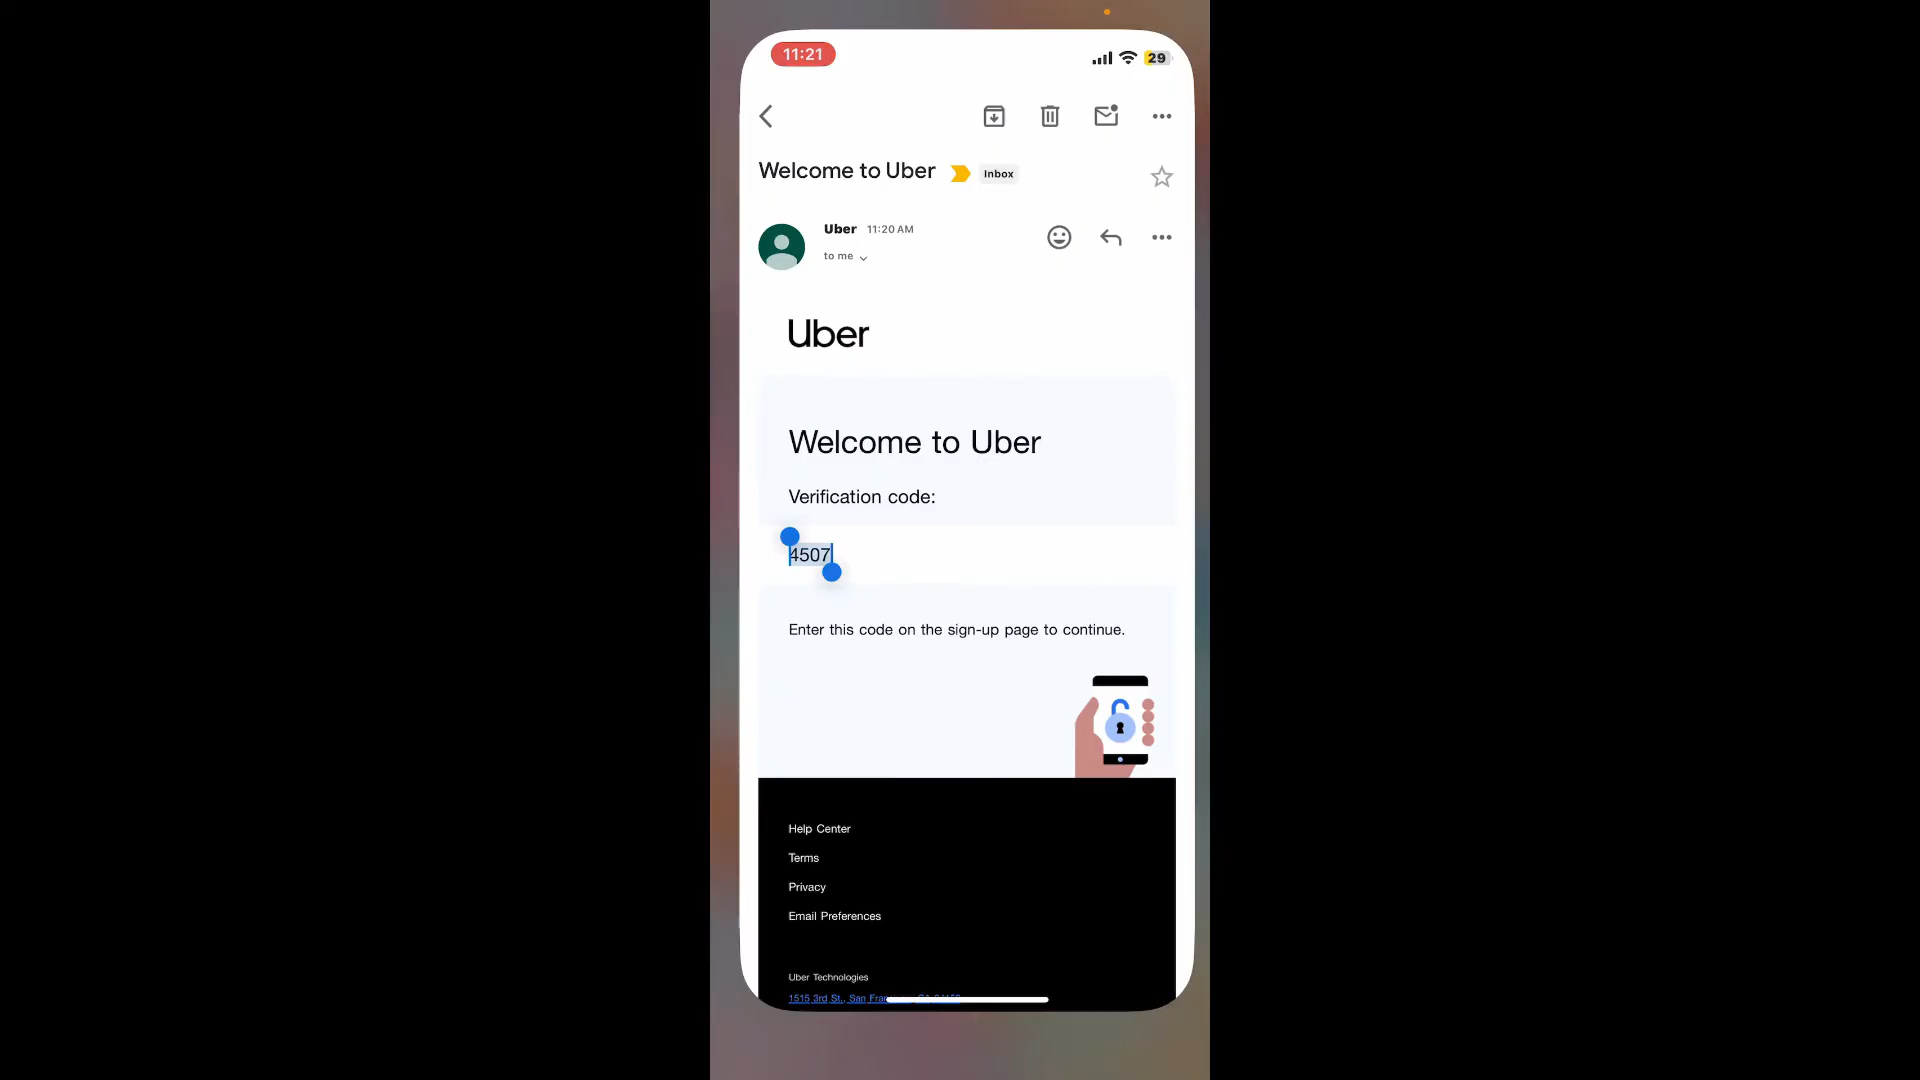 11:21
29
Welcome to Uber Inbox
Uber 11:20 AM
to me
Uber
Welcome to Uber
Verification code:
4507
Enter this code on the sign-up page to continue.
Help Center
Terms
Privacy
Email Preferences
Uber Technologies
1515 3rd St., San